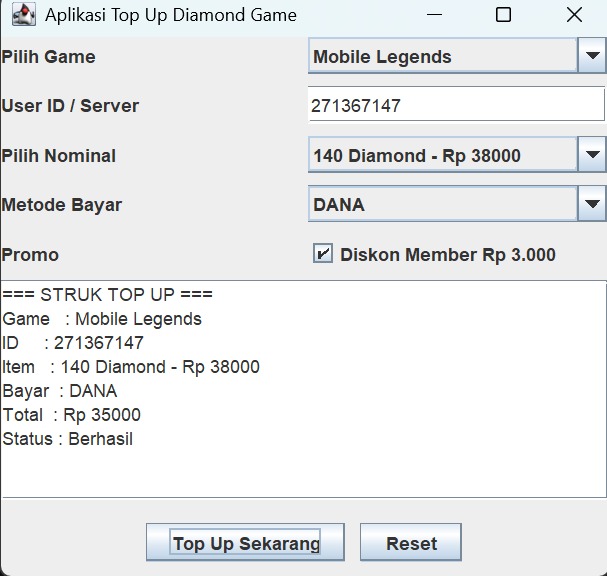 Aplikasi Top Up Diamond Game
Pilih Game Mobile Legends
User ID / Server 271367147
Pilih Nominal 140 Diamond - Rp 38000
Metode Bayar DANA
Promo Diskon Member Rp 3.000
=== STRUK TOP UP ===
Game : Mobile Legends
ID : 271367147
Item : 140 Diamond - Rp 38000
Bayar : DANA
Total : Rp 35000
Status : Berhasil
Top Up Sekarang Reset